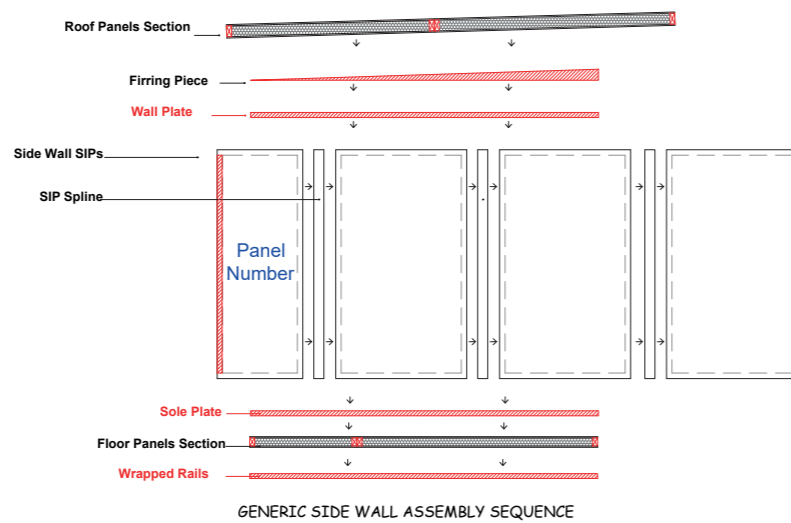 Roof Panels Section
Firring Piece
Wall Plate
Side Wall SIPs
SIP Spline
Panel
Number
Sole Plate
Floor Panels Section
Wrapped Rails
GENERIC SIDE WALL ASSEMBLY SEQUENCE